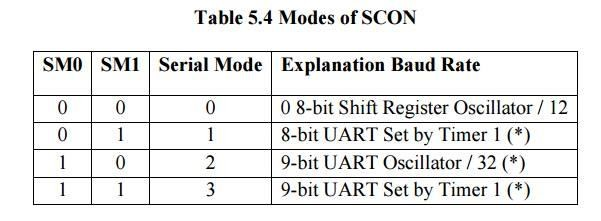 Table 5.4 Modes of SCON
SM0 SM1 Serial Mode Explanation Baud Rate
0 0 0 0 8-bit Shift Register Oscillator / 12
0 1 1 8-bit UART Set by Timer 1 (*)
1 0 2 9-bit UART Oscillator / 32 (*)
1 1 3 9-bit UART Set by Timer 1 (*)